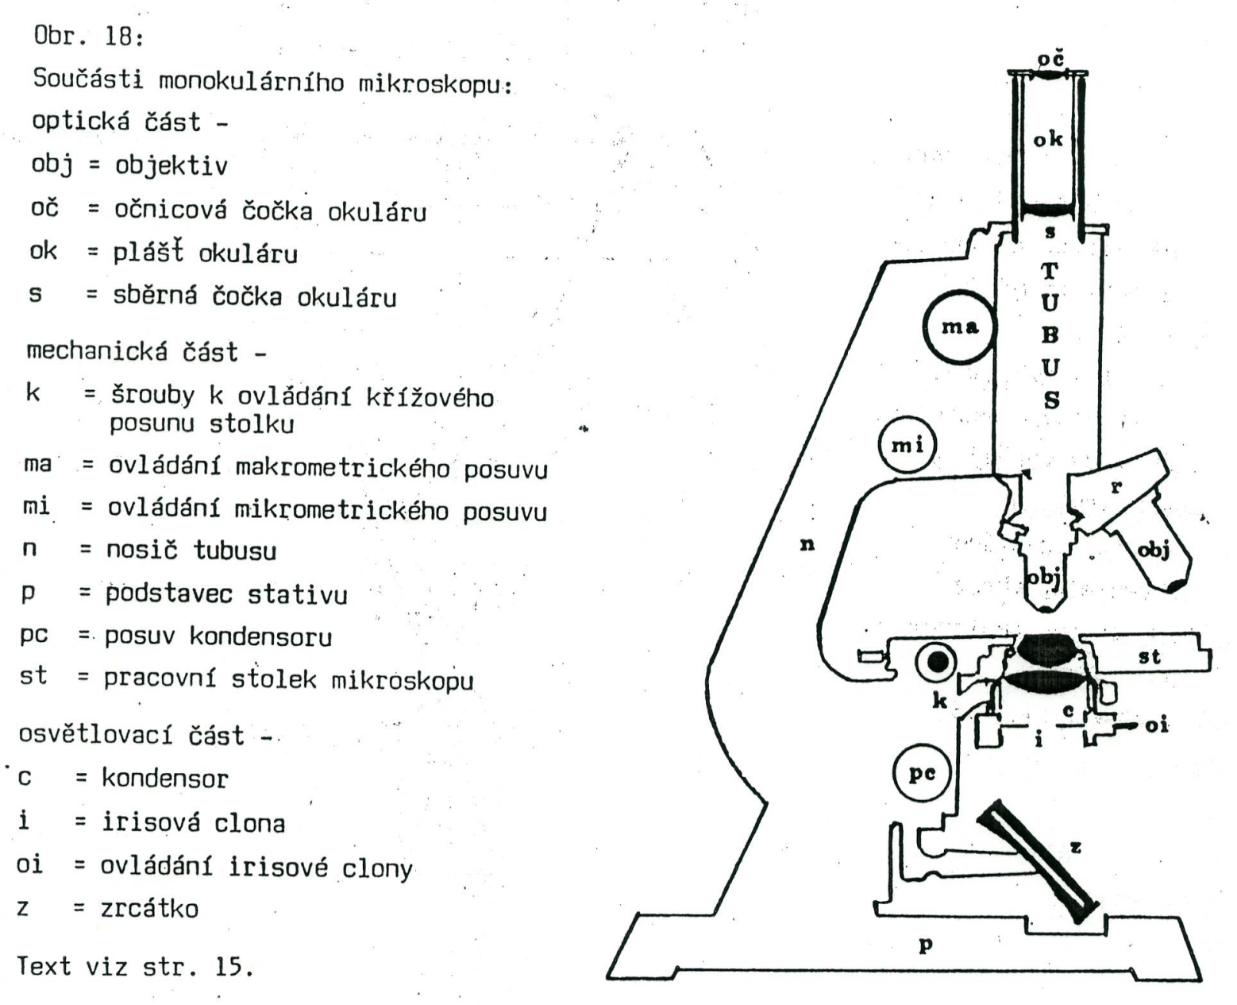 Obr. 18:
Součásti monokulárního mikroskopu:
optická část -
obj = objektiv
oč = očnicová čočka okuláru
ok = plášť okuláru
s = sběrná čočka okuláru
mechanická část -
k = šrouby k ovládání křížového
posunu stolku
ma = ovládání makrometrického posuvu
mi = ovládání mikrometrického posuvu
n = nosič tubusu
p = podstavec stativu
pc = posuv kondensoru
st = pracovní stolek mikroskopu
osvětlovací část -
c = kondensor
i = irisová clona
oi = ovládání irisové clony
z = zrcátko
Text viz str. 15.
oč
ok
s
TUBUS
ma
mi
r
n
obj
obj
st
k
c
oi
i
pc
z
p